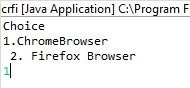 crfi [Java Application] C:\Program F
Choice
1.ChromeBrowser
 2. Firefox Browser
1